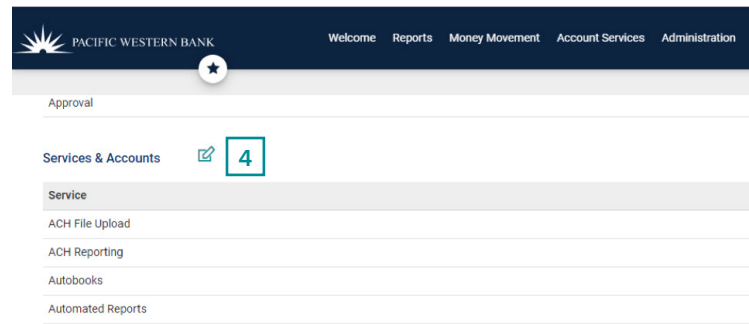 PACIFIC WESTERN BANK Welcome Reports Money Movement Account Services Administration
Approval
Services & Accounts 4
Service
ACH File Upload
ACH Reporting
Autobooks
Automated Reports